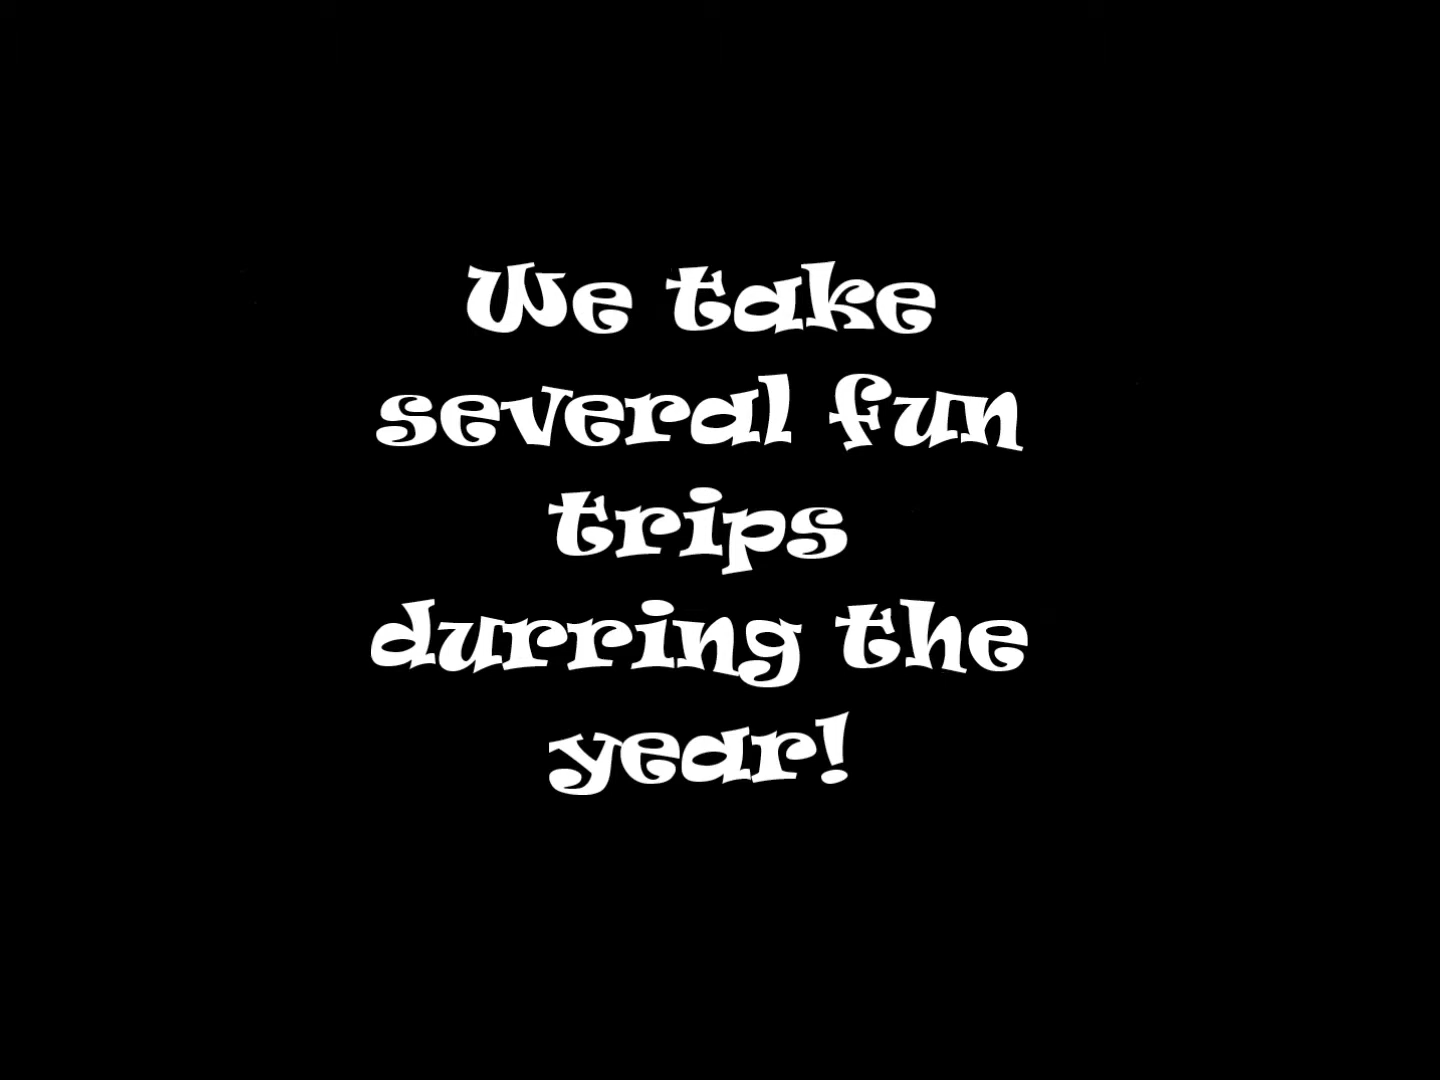 We take
several fun
trips
durring the
year!